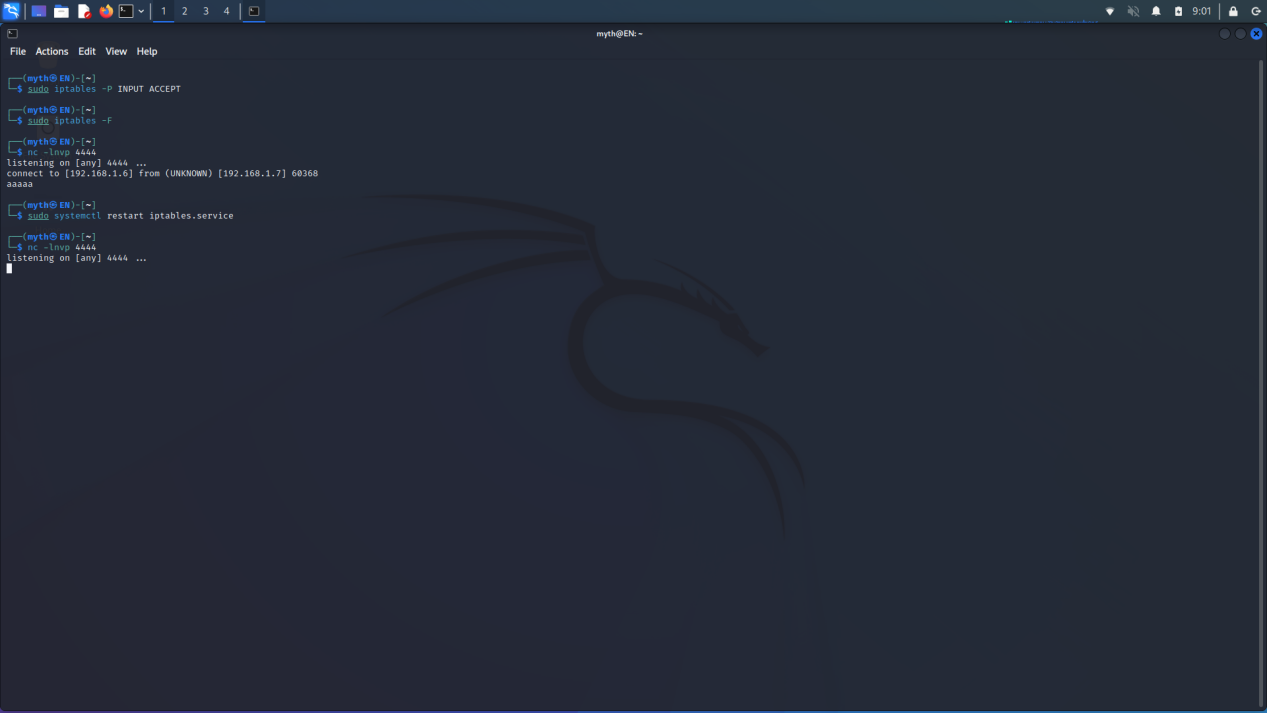 1 2 3 4 9:01
myth@EN: ~
File Actions Edit View Help
┌──(myth㉿EN)-[~]
└─$ sudo iptables -P INPUT ACCEPT
┌──(myth㉿EN)-[~]
└─$ sudo iptables -F
┌──(myth㉿EN)-[~]
└─$ nc -lnvp 4444
listening on [any] 4444 ...
connect to [192.168.1.6] from (UNKNOWN) [192.168.1.7] 60368
aaaaa
┌──(myth㉿EN)-[~]
└─$ sudo systemctl restart iptables.service
┌──(myth㉿EN)-[~]
└─$ nc -lnvp 4444
listening on [any] 4444 ...